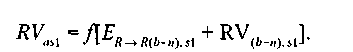 RV_{as1} = f[E_{R→R(b-n), s1} + RV_{(b-n), s1}],